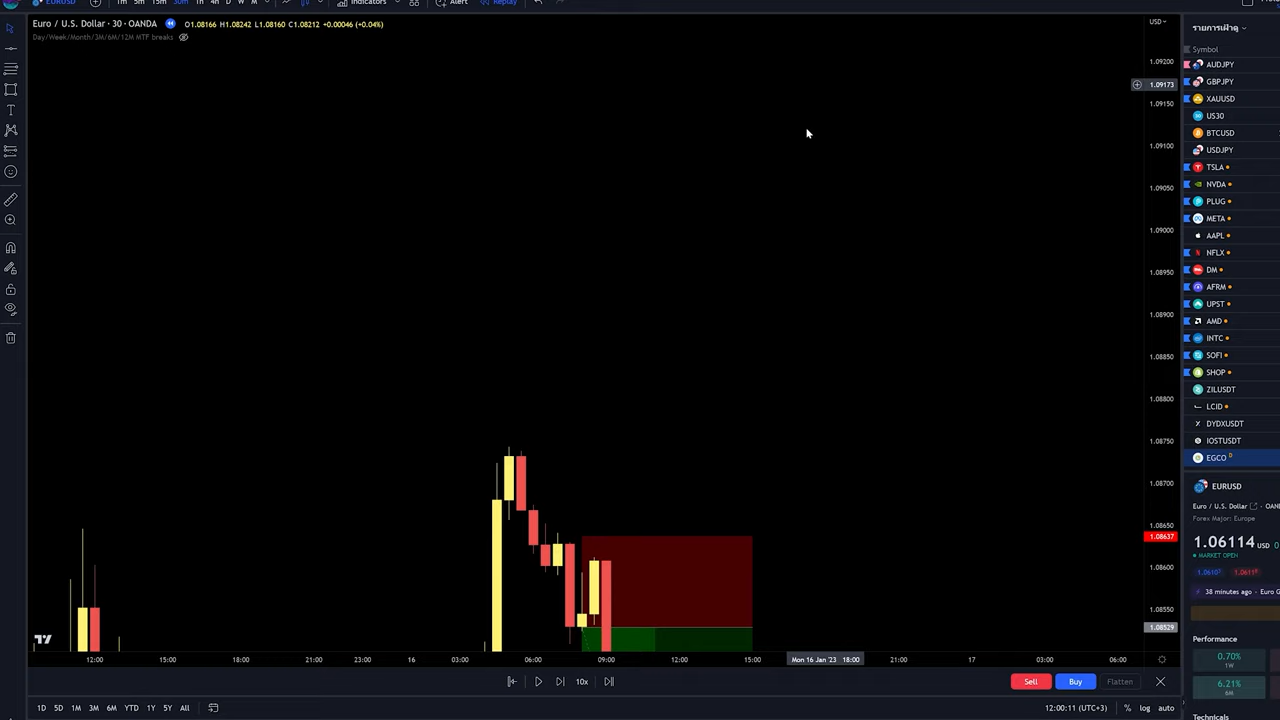 EURUSD 1m 5m 15m 30m 1h 4h D W M Indicators Alert Replay
Euro / U.S. Dollar · 30 · OANDA O1.08166 H1.08242 L1.08160 C1.08212 +0.00046 (+0.04%)
Day/Week/Month/3M/6M/12M MTF breaks
USD
1.09200
1.09173
1.09150
1.09100
1.09050
1.09000
1.08950
1.08900
1.08850
1.08800
1.08750
1.08700
1.08650
1.08637
1.08600
1.08550
1.08529
12:00 15:00 18:00 21:00 16 03:00 06:00 09:00 12:00 15:00 Mon 16 Jan '23 18:00 21:00 17 03:00 06:00
10x Sell Buy Flatten
1D 5D 1M 3M 6M YTD 1Y 5Y All 12:00:11 (UTC+3) % log auto
รายการเฝ้าดู
Symbol
AUDJPY
GBPJPY
XAUUSD
US30
BTCUSD
USDJPY
TSLA
NVDA
PLUG
META
AAPL
NFLX
DM
AFRM
UPST
AMD
INTC
SOFI
SHOP
ZILUSDT
LCID
DYDXUSDT
IOSTUSDT
EGCO D
EURUSD
Euro / U.S. Dollar OAN
Forex Major: Europe
1.06114 USD
MARKET OPEN
1.0610⁷ 1.0611⁸
38 minutes ago · Euro
Performance
0.70%
1W
6.21%
6M
Technicals